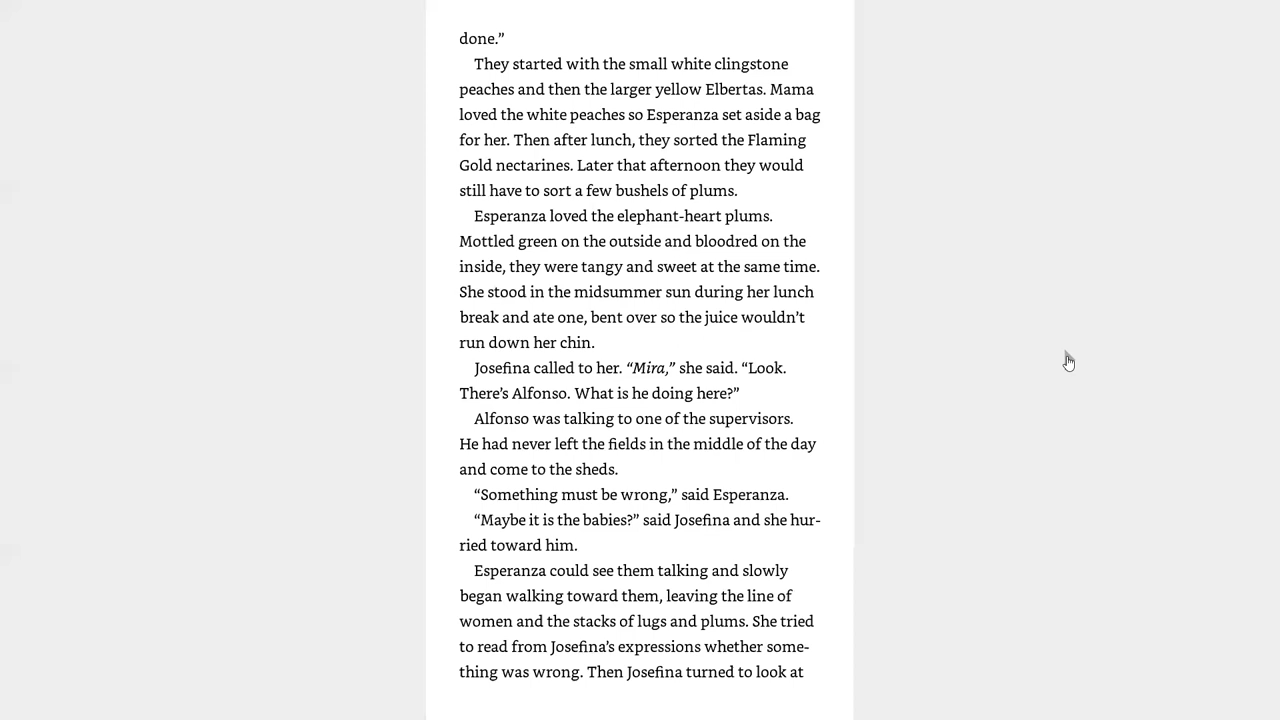 done.”
They started with the small white clingstone
peaches and then the larger yellow Elbertas. Mama
loved the white peaches so Esperanza set aside a bag
for her. Then after lunch, they sorted the Flaming
Gold nectarines. Later that afternoon they would
still have to sort a few bushels of plums.
Esperanza loved the elephant-heart plums.
Mottled green on the outside and bloodred on the
inside, they were tangy and sweet at the same time.
She stood in the midsummer sun during her lunch
break and ate one, bent over so the juice wouldn’t
run down her chin.
Josefina called to her. “Mira,” she said. “Look.
There’s Alfonso. What is he doing here?”
Alfonso was talking to one of the supervisors.
He had never left the fields in the middle of the day
and come to the sheds.
“Something must be wrong,” said Esperanza.
“Maybe it is the babies?” said Josefina and she hur-
ried toward him.
Esperanza could see them talking and slowly
began walking toward them, leaving the line of
women and the stacks of lugs and plums. She tried
to read from Josefina’s expressions whether some-
thing was wrong. Then Josefina turned to look at